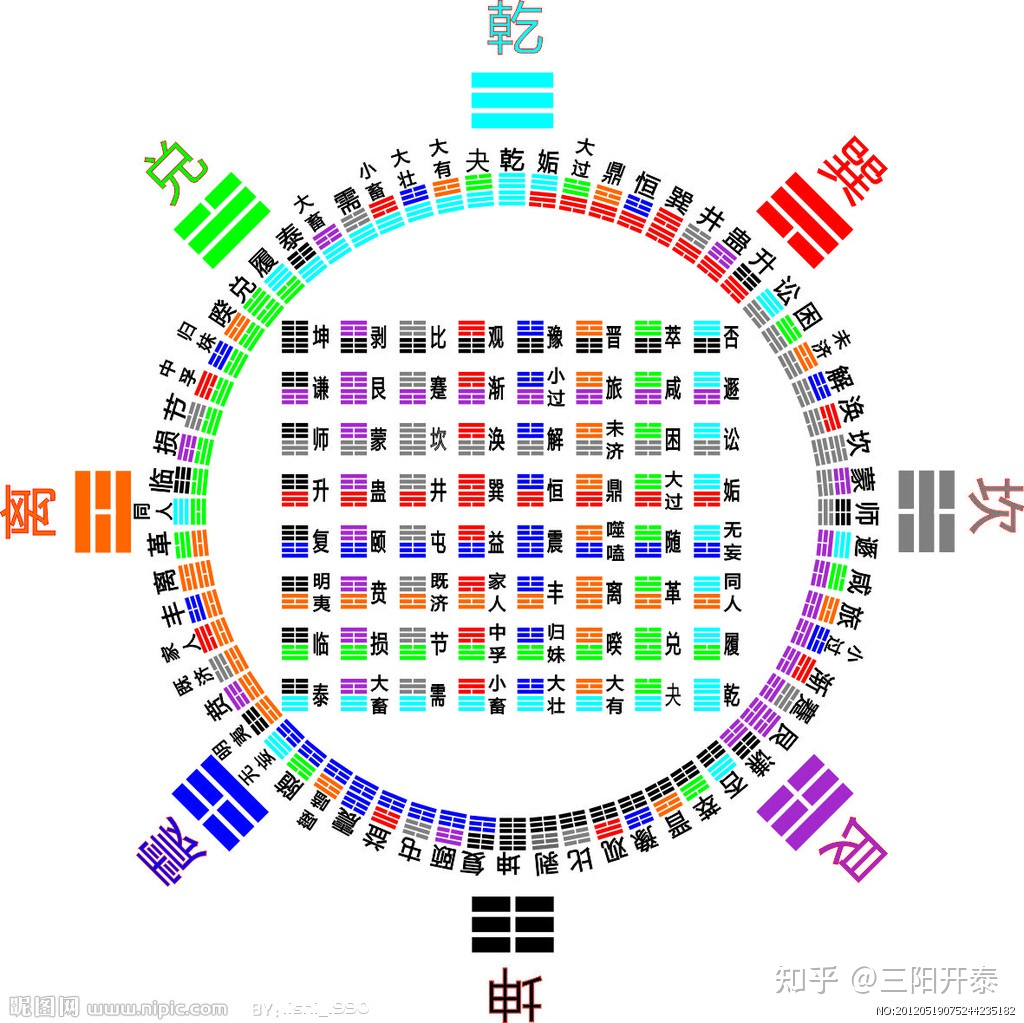 乾
巽
坎
艮
坤
震
离
兑
乾
姤
大过
鼎
恒
巽
井
蛊
升
讼
困
未济
解
涣
坎
蒙
师
遯
咸
旅
小过
渐
蹇
艮
谦
否
萃
晋
豫
观
比
剥
坤
复
颐
屯
益
震
噬嗑
随
无妄
明夷
贲
既济
家人
丰
离
革
同人
临
损
节
中孚
归妹
暌
兑
履
泰
大畜
需
小畜
大壮
大有
夬
坤 剥 比 观 豫 晋 萃 否
谦 艮 蹇 渐 小过 旅 咸 遯
师 蒙 坎 涣 解 未济 困 讼
升 蛊 井 巽 恒 鼎 大过 姤
复 颐 屯 益 震 噬嗑 随 无妄
明夷 贲 既济 家人 丰 离 革 同人
临 损 节 中孚 归妹 暌 兑 履
泰 大畜 需 小畜 大壮 大有 夬 乾
知乎 @三阳开泰
昵图网 www.nipic.com
NO:20120519075244235182